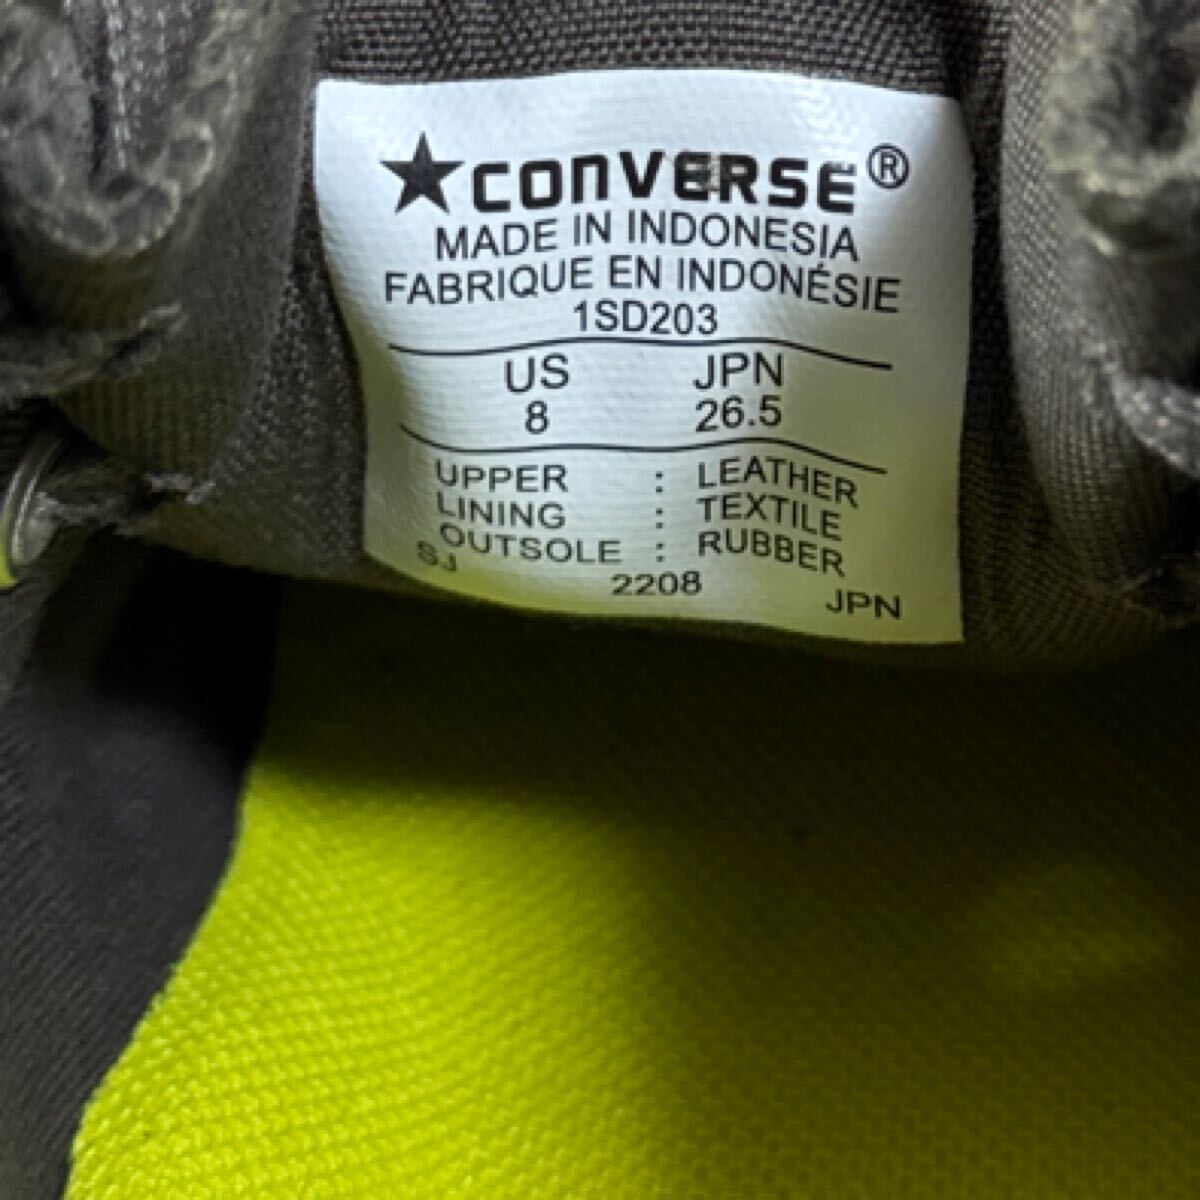 ★CONVERSE®
MADE IN INDONESIA
FABRIQUE EN INDONÉSIE
1SD203
US JPN
8 26.5
UPPER : LEATHER
LINING : TEXTILE
OUTSOLE : RUBBER
SJ 2208 JPN